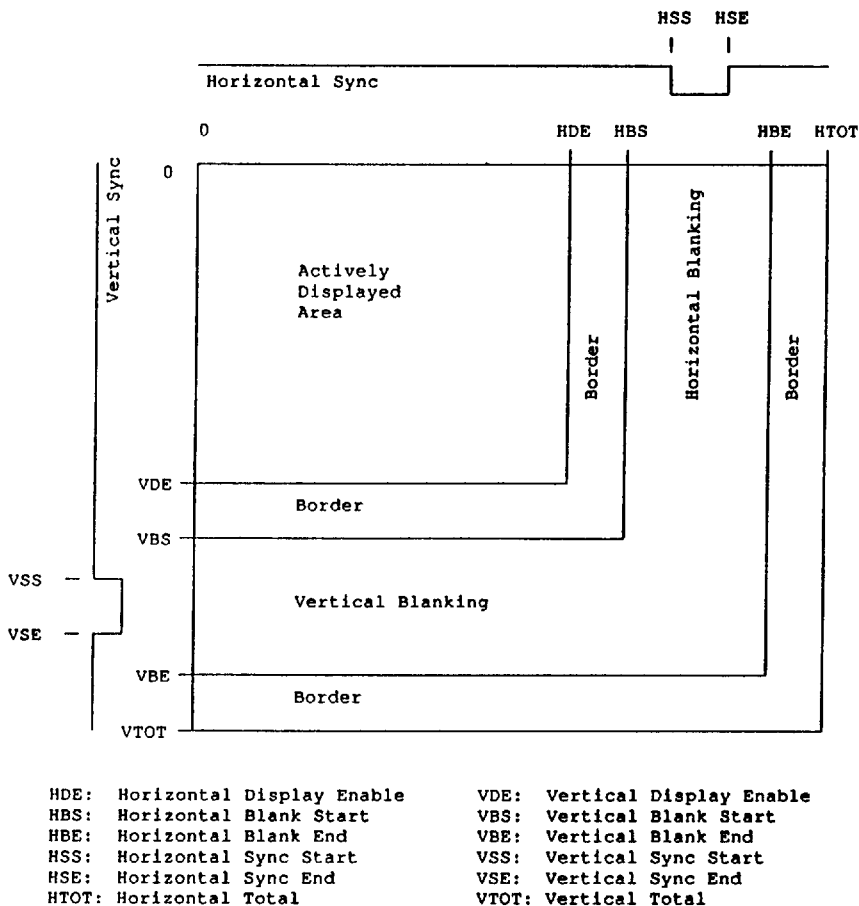 HSS HSE
Horizontal Sync
0 HDE HBS HBE HTOT
0
Vertical Sync
Actively
Displayed
Area
Border
Horizontal Blanking
Border
VDE
Border
VBS
VSS
Vertical Blanking
VSE
VBE
Border
VTOT
HDE: Horizontal Display Enable
HBS: Horizontal Blank Start
HBE: Horizontal Blank End
HSS: Horizontal Sync Start
HSE: Horizontal Sync End
HTOT: Horizontal Total
VDE: Vertical Display Enable
VBS: Vertical Blank Start
VBE: Vertical Blank End
VSS: Vertical Sync Start
VSE: Vertical Sync End
VTOT: Vertical Total